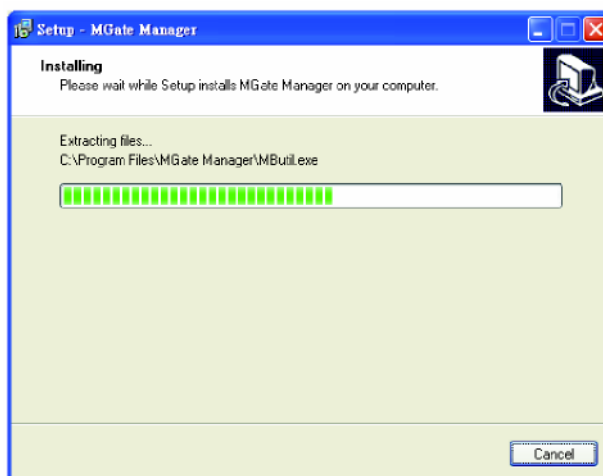 Setup - MGate Manager
Installing
Please wait while Setup installs MGate Manager on your computer.
Extracting files...
C:\Program Files\MGate Manager\MButil.exe
Cancel